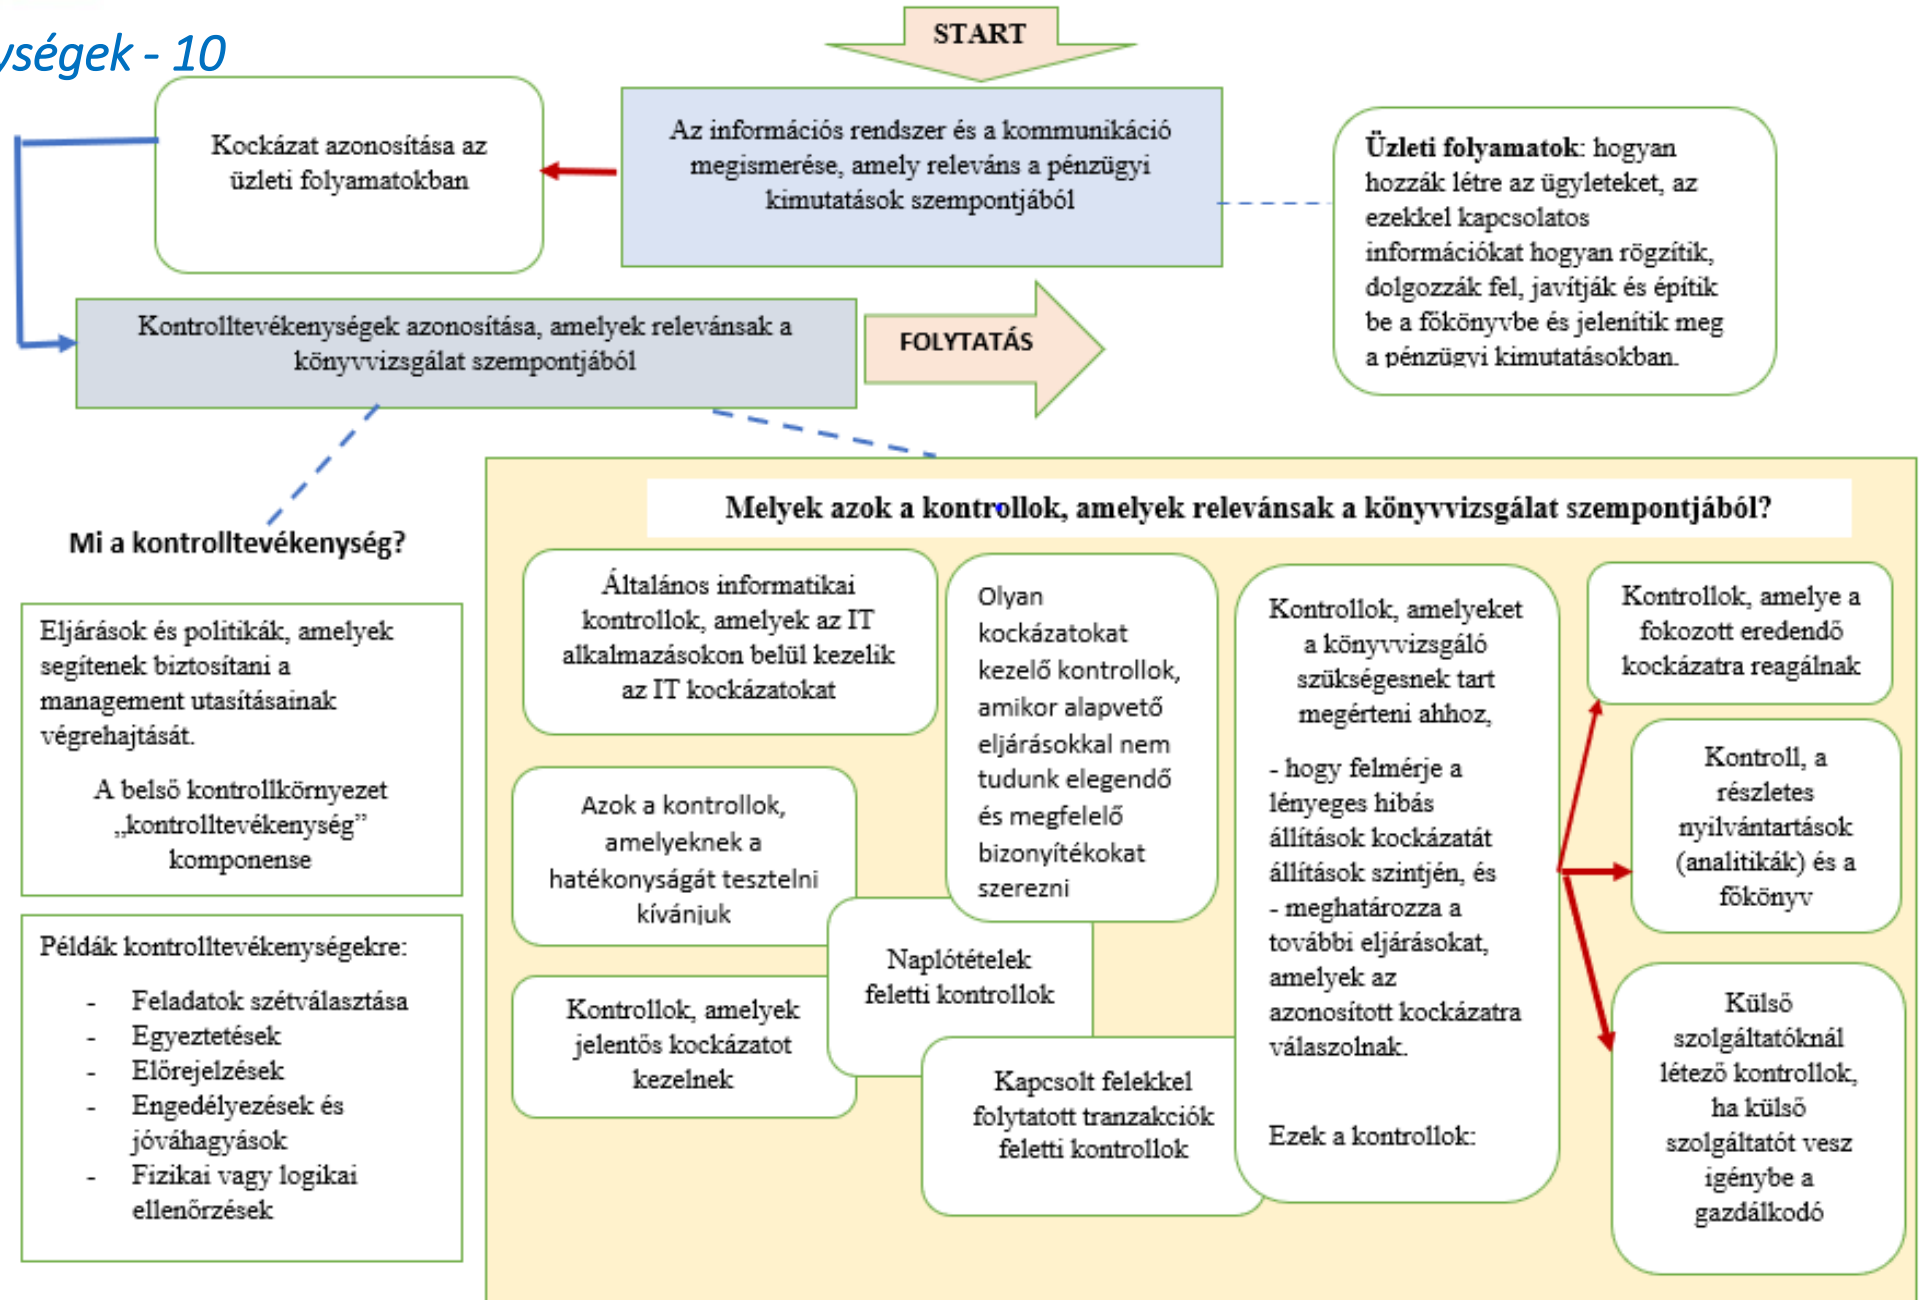 ységek - 10
START
Kockázat azonosítása az
üzleti folyamatokban
Az információs rendszer és a kommunikáció
megismerése, amely releváns a pénzügyi
kimutatások szempontjából
Üzleti folyamatok: hogyan
hozzák létre az ügyleteket, az
ezekkel kapcsolatos
információkat hogyan rögzítik,
dolgozzák fel, javítják és építik
be a főkönyvbe és jelenítik meg
a pénzügyi kimutatásokban.
Kontrolltevékenységek azonosítása, amelyek relevánsak a
könyvvizsgálat szempontjából
FOLYTATÁS
Mi a kontrolltevékenység?
Eljárások és politikák, amelyek
segítenek biztosítani a
management utasításainak
végrehajtását.
A belső kontrollkörnyezet
„kontrolltevékenység”
komponense
Példák kontrolltevékenységekre:
- Feladatok szétválasztása
- Egyeztetések
- Előrejelzések
- Engedélyezések és
jóváhagyások
- Fizikai vagy logikai
ellenőrzések
Melyek azok a kontrollok, amelyek relevánsak a könyvvizsgálat szempontjából?
Általános informatikai
kontrollok, amelyek az IT
alkalmazásokon belül kezelik
az IT kockázatokat
Azok a kontrollok,
amelyeknek a
hatékonyságát tesztelni
kívánjuk
Kontrollok, amelyek
jelentős kockázatot
kezelnek
Olyan
kockázatokat
kezelő kontrollok,
amikor alapvető
eljárásokkal nem
tudunk elegendő
és megfelelő
bizonyítékokat
szerezni
Naplótételek
feletti kontrollok
Kapcsolt felekkel
folytatott tranzakciók
feletti kontrollok
Kontrollok, amelyeket
a könyvvizsgáló
szükségesnek tart
megérteni ahhoz,
- hogy felmérje a
lényeges hibás
állítások kockázatát
állítások szintjén, és
- meghatározza a
további eljárásokat,
amelyek az
azonosított kockázatra
válaszolnak.
Ezek a kontrollok:
Kontrollok, amelye a
fokozott eredendő
kockázatra reagálnak
Kontroll, a
részletes
nyilvántartások
(analitikák) és a
főkönyv
Külső
szolgáltatóknál
létező kontrollok,
ha külső
szolgáltatót vesz
igénybe a
gazdálkodó